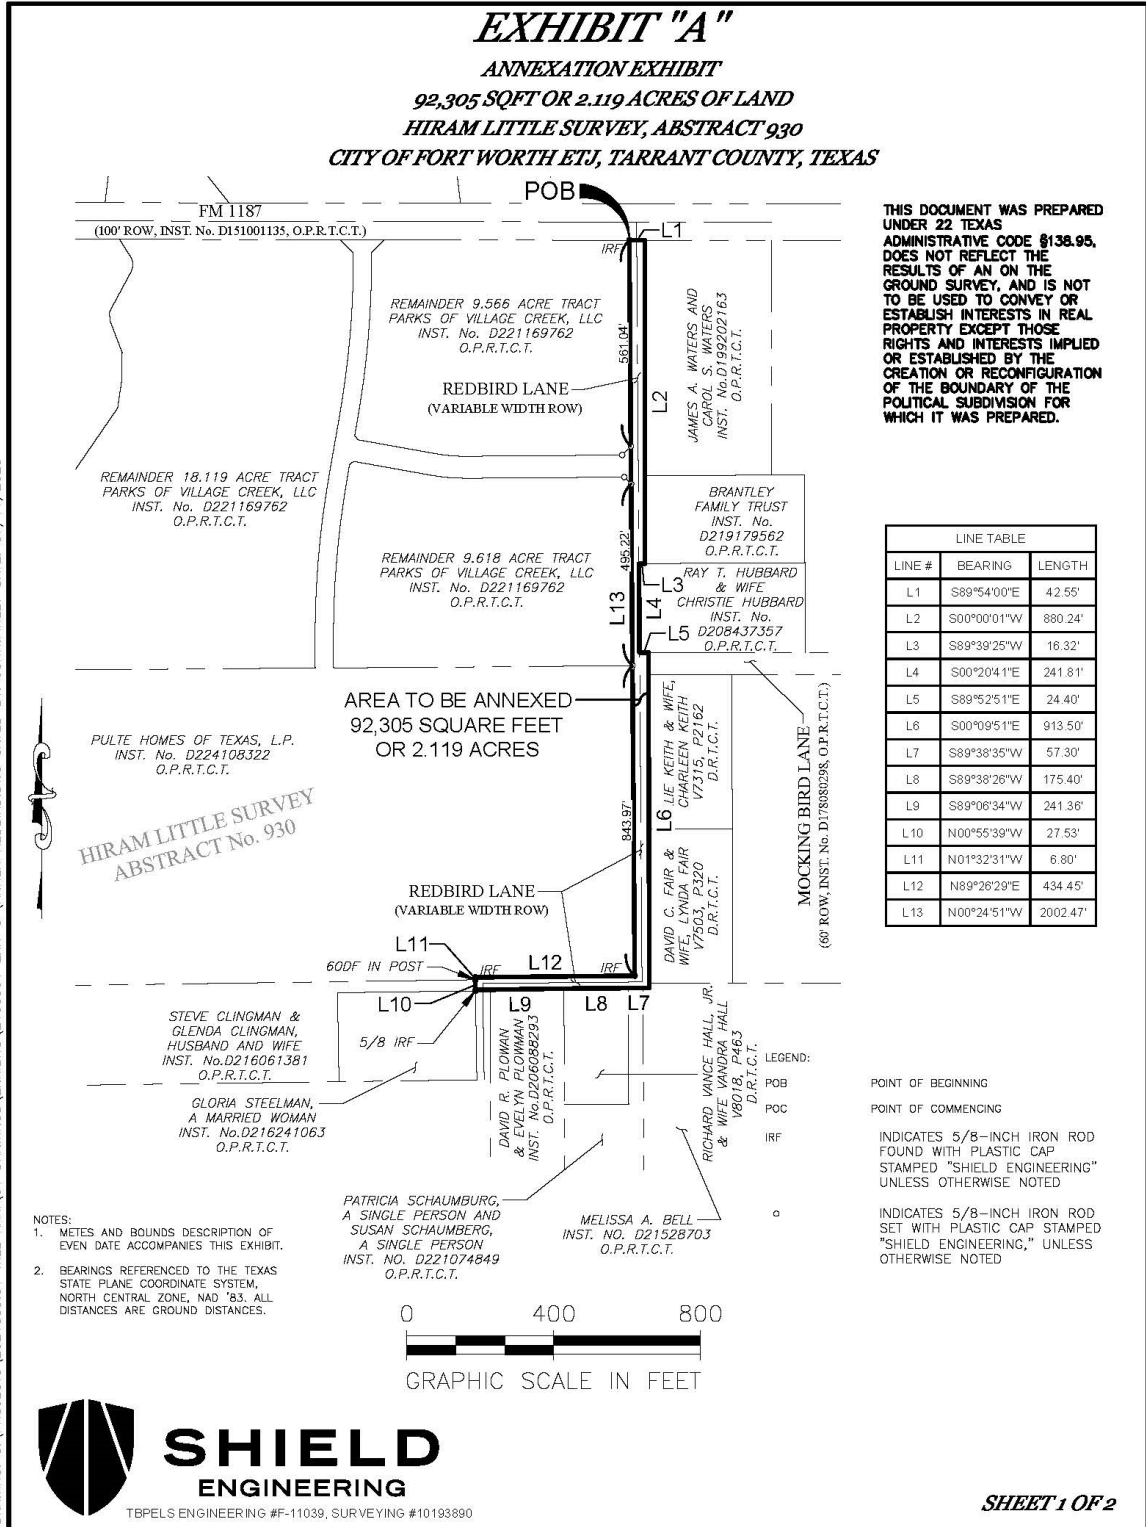 EXHIBIT "A"
ANNEXATION EXHIBIT
92,305 SQFT OR 2.119 ACRES OF LAND
HIRAM LITTLE SURVEY, ABSTRACT 930
CITY OF FORT WORTH ETJ, TARRANT COUNTY, TEXAS
POB
FM 1187
(100' ROW, INST. No. D151001135, O.P.R.T.C.T.)
L1
IRF
THIS DOCUMENT WAS PREPARED
UNDER 22 TEXAS
ADMINISTRATIVE CODE §138.95,
DOES NOT REFLECT THE
RESULTS OF AN ON THE
GROUND SURVEY, AND IS NOT
TO BE USED TO CONVEY OR
ESTABLISH INTERESTS IN REAL
PROPERTY EXCEPT THOSE
RIGHTS AND INTERESTS IMPLIED
OR ESTABLISHED BY THE
CREATION OR RECONFIGURATION
OF THE BOUNDARY OF THE
POLITICAL SUBDIVISION FOR
WHICH IT WAS PREPARED.
REMAINDER 9.566 ACRE TRACT
PARKS OF VILLAGE CREEK, LLC
INST. No. D221169762
O.P.R.T.C.T.
561.04'
REDBIRD LANE
(VARIABLE WIDTH ROW)
L2
JAMES A. WATERS AND
CAROL S. WATERS
INST. No.D199202163
O.P.R.T.C.T.
REMAINDER 18.119 ACRE TRACT
PARKS OF VILLAGE CREEK, LLC
INST. No. D221169762
O.P.R.T.C.T.
BRANTLEY
FAMILY TRUST
INST. No.
D219179562
O.P.R.T.C.T.
REMAINDER 9.618 ACRE TRACT
PARKS OF VILLAGE CREEK, LLC
INST. No. D221169762
O.P.R.T.C.T.
495.22'
L13
L3
L4
L5
RAY T. HUBBARD
& WIFE
CHRISTIE HUBBARD
INST. No.
D208437357
O.P.R.T.C.T.
LINE TABLE
LINE # BEARING LENGTH
L1 S89°54'00"E 42.55'
L2 S00°00'01"W 880.24'
L3 S89°39'25"W 16.32'
L4 S00°20'41"E 241.81'
L5 S89°52'51"E 24.40'
L6 S00°09'51"E 913.50'
L7 S89°38'35"W 57.30'
L8 S89°38'26"W 175.40'
L9 S89°06'34"W 241.36'
L10 N00°55'39"W 27.53'
L11 N01°32'31"W 6.80'
L12 N89°26'29"E 434.45'
L13 N00°24'51"W 2002.47'
AREA TO BE ANNEXED
92,305 SQUARE FEET
OR 2.119 ACRES
PULTE HOMES OF TEXAS, L.P.
INST. No. D224108322
O.P.R.T.C.T.
HIRAM LITTLE SURVEY
ABSTRACT No. 930
843.97'
L6
LIE KEITH & WIFE,
CHARLEEN KEITH
V7315, P2162
D.R.T.C.T.
MOCKING BIRD LANE
(60' ROW, INST. No. D178080298, O.P.R.T.C.T.)
DAVID C. FAIR &
WIFE, LYNDA FAIR
V7503, P320
D.R.T.C.T.
REDBIRD LANE
(VARIABLE WIDTH ROW)
L11
60DF IN POST
IRF
L12
IRF
L10
L9
L8
L7
5/8 IRF
STEVE CLINGMAN &
GLENDA CLINGMAN,
HUSBAND AND WIFE
INST. No.D216061381
O.P.R.T.C.T.
GLORIA STEELMAN,
A MARRIED WOMAN
INST. No.D216241063
O.P.R.T.C.T.
DAVID R. PLOWAN
& EVELYN PLOWMAN
INST. No.D206088293
O.P.R.T.C.T.
RICHARD VANCE HALL, JR.
& WIFE VANDRA HALL
V8018, P463
D.R.T.C.T.
PATRICIA SCHAUMBURG,
A SINGLE PERSON AND
SUSAN SCHAUMBERG,
A SINGLE PERSON
INST. NO. D221074849
O.P.R.T.C.T.
MELISSA A. BELL
INST. NO. D21528703
O.P.R.T.C.T.
LEGEND:
POB POINT OF BEGINNING
POC POINT OF COMMENCING
IRF INDICATES 5/8-INCH IRON ROD
FOUND WITH PLASTIC CAP
STAMPED "SHIELD ENGINEERING"
UNLESS OTHERWISE NOTED
INDICATES 5/8-INCH IRON ROD
SET WITH PLASTIC CAP STAMPED
"SHIELD ENGINEERING," UNLESS
OTHERWISE NOTED
NOTES:
1. METES AND BOUNDS DESCRIPTION OF
EVEN DATE ACCOMPANIES THIS EXHIBIT.
2. BEARINGS REFERENCED TO THE TEXAS
STATE PLANE COORDINATE SYSTEM,
NORTH CENTRAL ZONE, NAD '83. ALL
DISTANCES ARE GROUND DISTANCES.
0 400 800
GRAPHIC SCALE IN FEET
SHIELD
ENGINEERING
TBPELS ENGINEERING #F-11039, SURVEYING #10193890
SHEET 1 OF 2